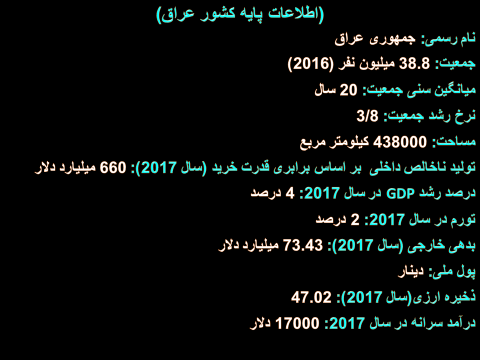 (اطلاعات پایه کشور عراق)
نام رسمی: جمهوری عراق
جمعیت: 38.8 میلیون نفر (2016)
میانگین سنی جمعیت: 20 سال
نرخ رشد جمعیت: 3/8
مساحت: 438000 کیلومتر مربع
تولید ناخالص داخلی بر اساس برابری قدرت خرید (سال 2017): 660 میلیارد دلار
درصد رشد GDP در سال 2017: 4 درصد
تورم در سال 2017: 2 درصد
بدهی خارجی (سال 2017): 73.43 میلیارد دلار
پول ملی: دینار
ذخیره ارزی(سال 2017): 47.02
درآمد سرانه در سال 2017: 17000 دلار